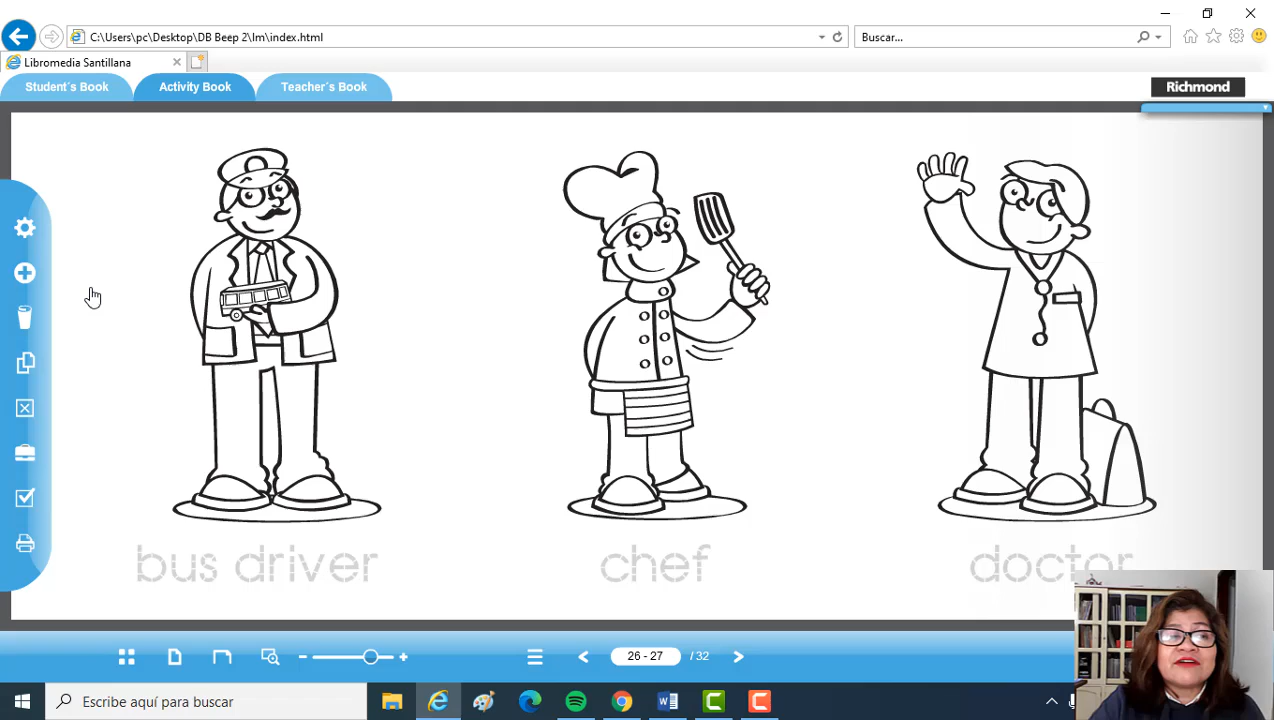 C:\Users\pc\Desktop\DB Beep 2\lm\index.html
Buscar...
Libromedia Santillana
Student´s Book
Activity Book
Teacher´s Book
Richmond
bus driver
chef
doctor
26 - 27
/ 32
Escribe aquí para buscar